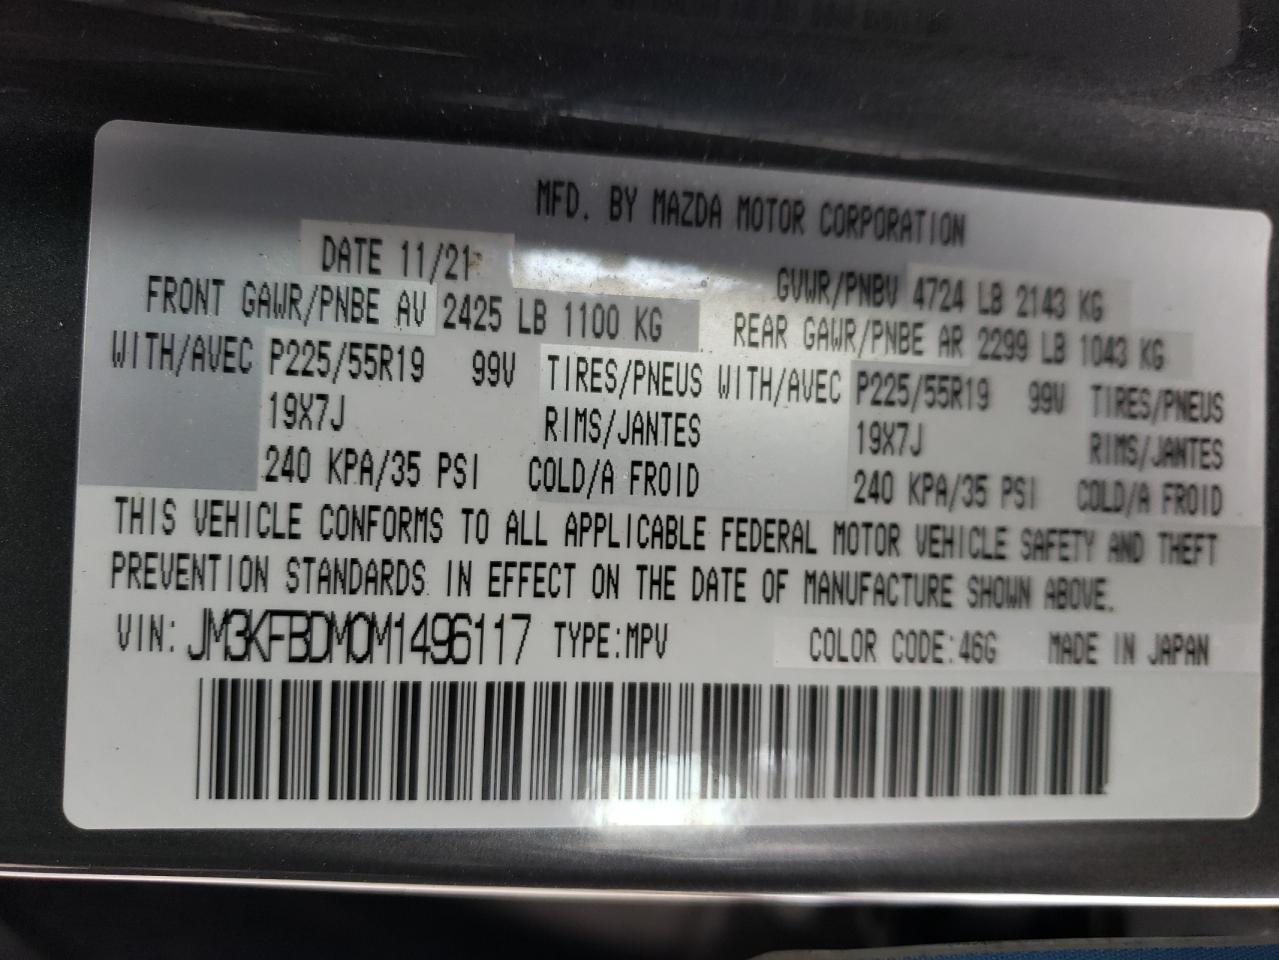 MFD. BY MAZDA MOTOR CORPORATION
DATE 11/21 GVWR/PNBV 4724 LB 2143 KG
FRONT GAWR/PNBE AV 2425 LB 1100 KG REAR GAWR/PNBE AR 2299 LB 1043 KG
WITH/AVEC P225/55R19 99V TIRES/PNEUS WITH/AVEC P225/55R19 99V TIRES/PNEUS
19X7J RIMS/JANTES 19X7J RIMS/JANTES
240 KPA/35 PSI COLD/A FROID 240 KPA/35 PSI COLD/A FROID
THIS VEHICLE CONFORMS TO ALL APPLICABLE FEDERAL MOTOR VEHICLE SAFETY AND THEFT
PREVENTION STANDARDS IN EFFECT ON THE DATE OF MANUFACTURE SHOWN ABOVE.
VIN: JM3KFBDM0M1496117 TYPE:MPV COLOR CODE:46G MADE IN JAPAN